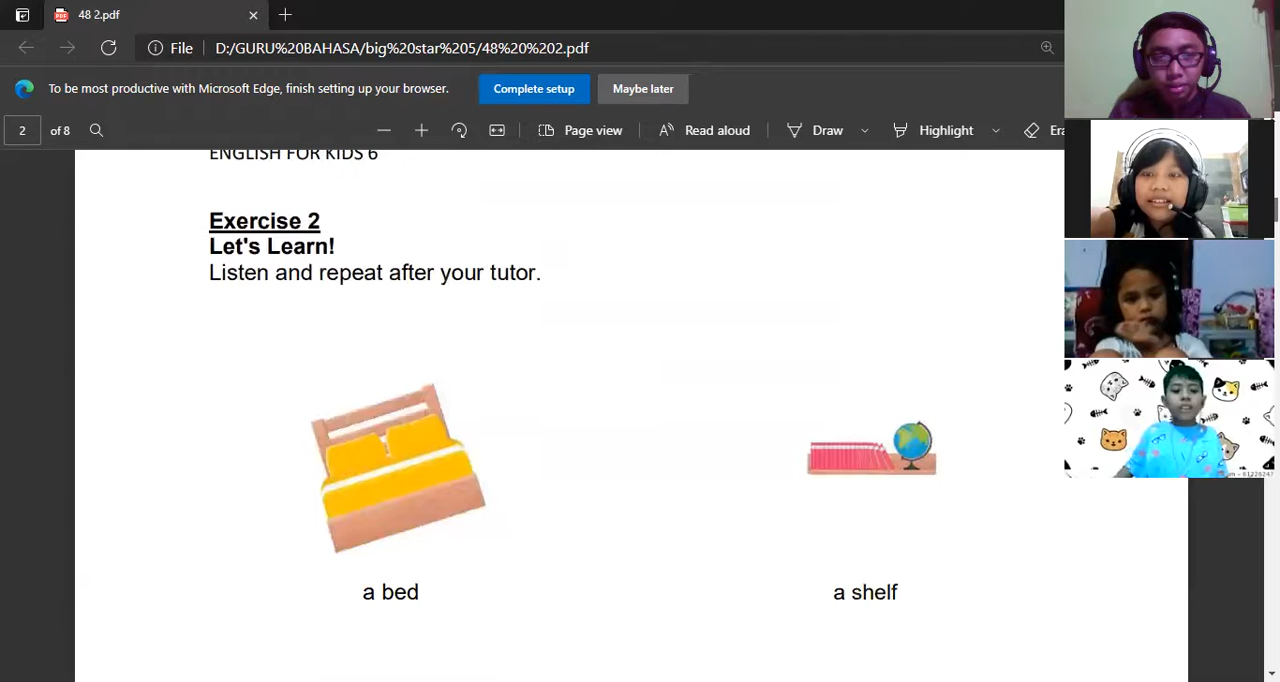 48 2.pdf
File
D:/GURU%20BAHASA/big%20star%205/48%20%202.pdf
To be most productive with Microsoft Edge, finish setting up your browser.
Complete setup
Maybe later
2 of 8
Page view
Read aloud
Draw
Highlight
Era
ENGLISH FOR KIDS 6
Exercise 2
Let's Learn!
Listen and repeat after your tutor.
a bed
a shelf